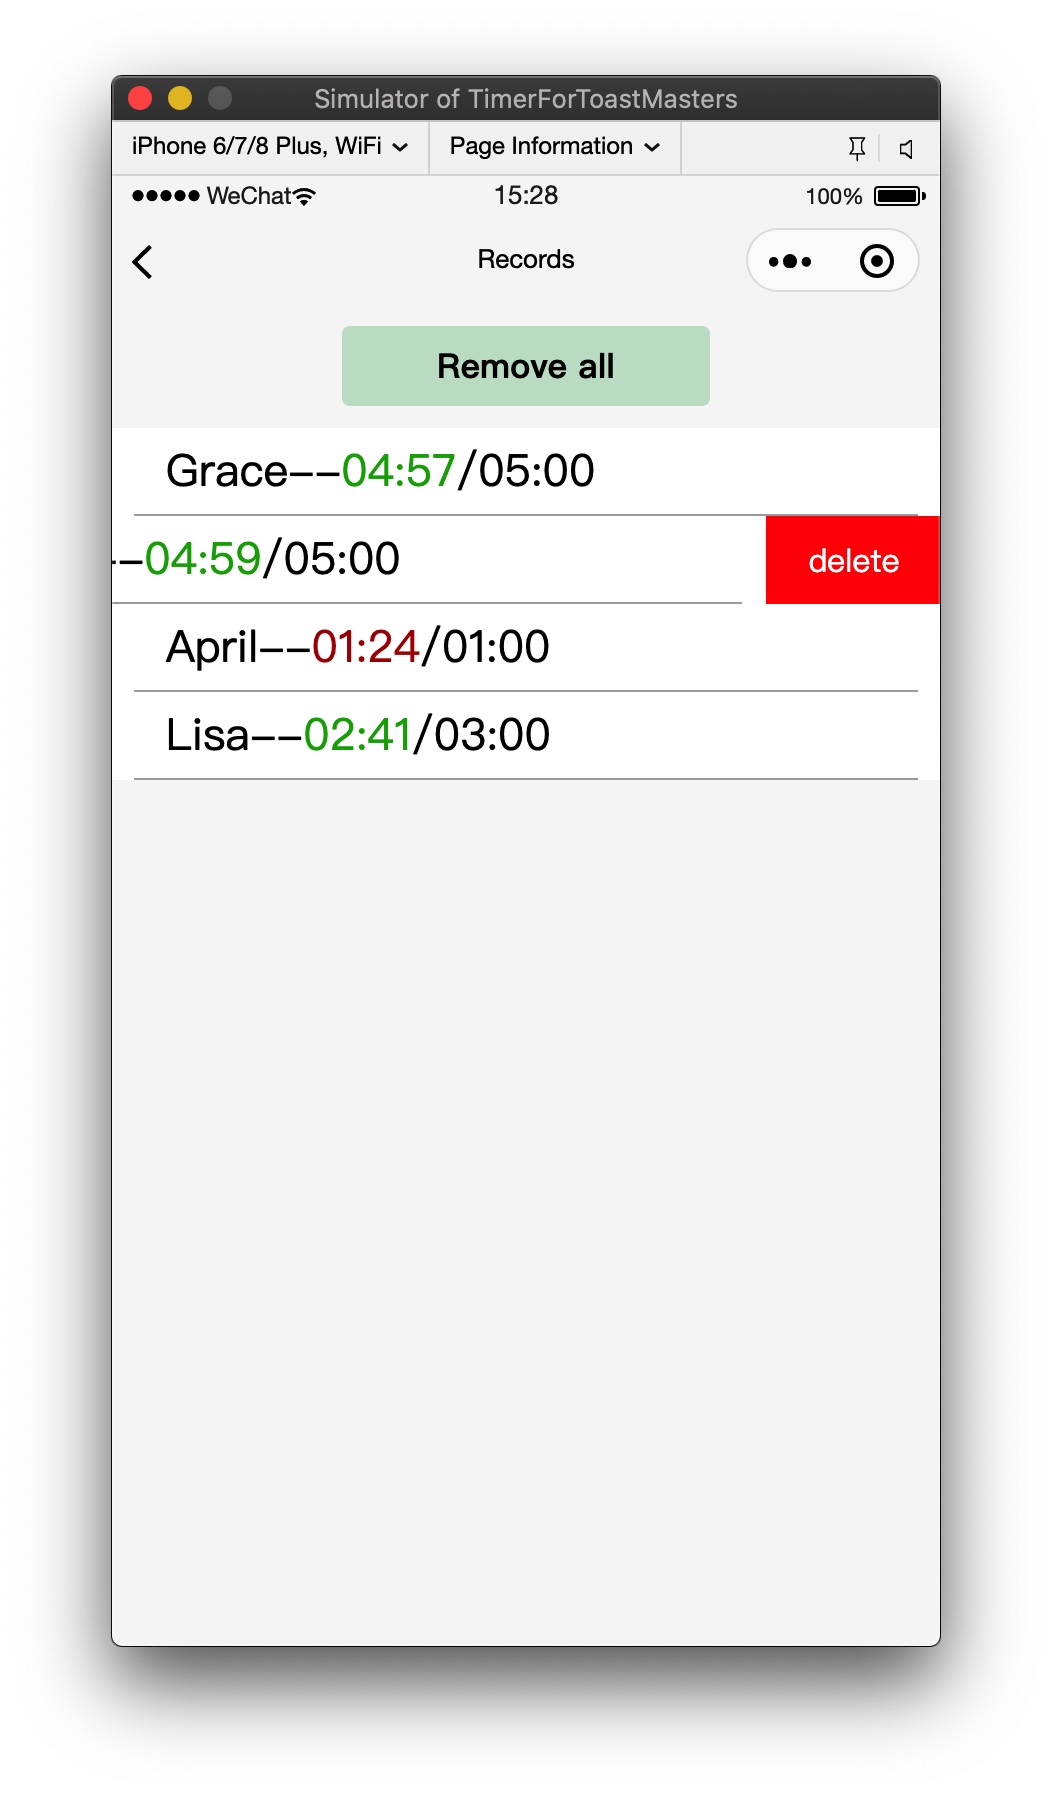 Simulator of TimerForToastMasters
iPhone 6/7/8 Plus, WiFi Page Information
WeChat 15:28 100%
Records
Remove all
Grace--04:57/05:00
--04:59/05:00 delete
April--01:24/01:00
Lisa--02:41/03:00